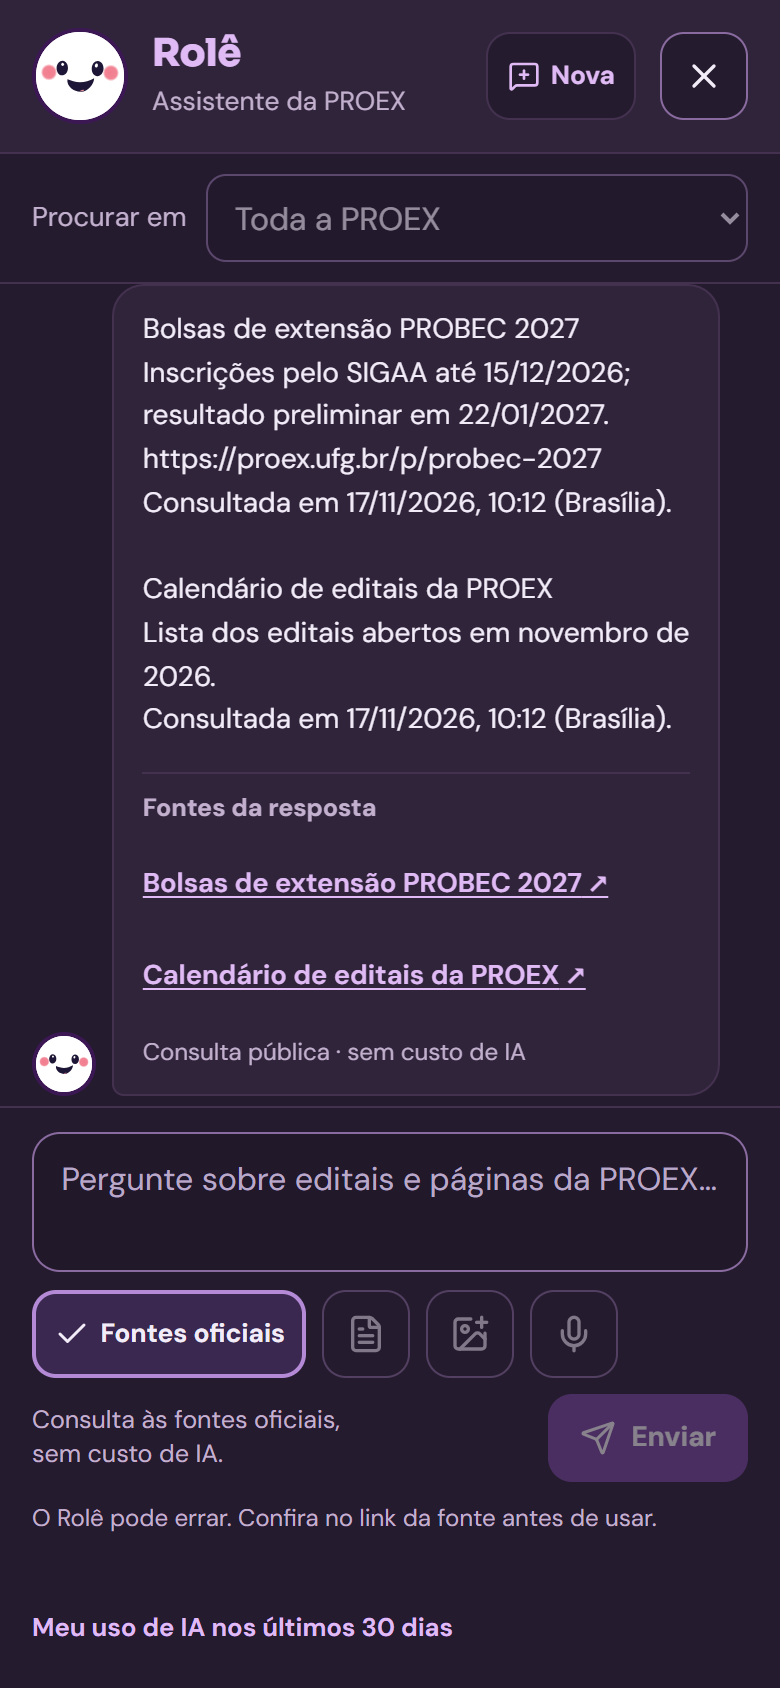 Rolê
Assistente da PROEX
Nova
Procurar em
Toda a PROEX
Bolsas de extensão PROBEC 2027
Inscrições pelo SIGAA até 15/12/2026;
resultado preliminar em 22/01/2027.
https://proex.ufg.br/p/probec-2027
Consultada em 17/11/2026, 10:12 (Brasília).
Calendário de editais da PROEX
Lista dos editais abertos em novembro de
2026.
Consultada em 17/11/2026, 10:12 (Brasília).
Fontes da resposta
Bolsas de extensão PROBEC 2027 ↗
Calendário de editais da PROEX ↗
Consulta pública · sem custo de IA
Pergunte sobre editais e páginas da PROEX...
Fontes oficiais
Consulta às fontes oficiais,
sem custo de IA.
Enviar
O Rolê pode errar. Confira no link da fonte antes de usar.
Meu uso de IA nos últimos 30 dias